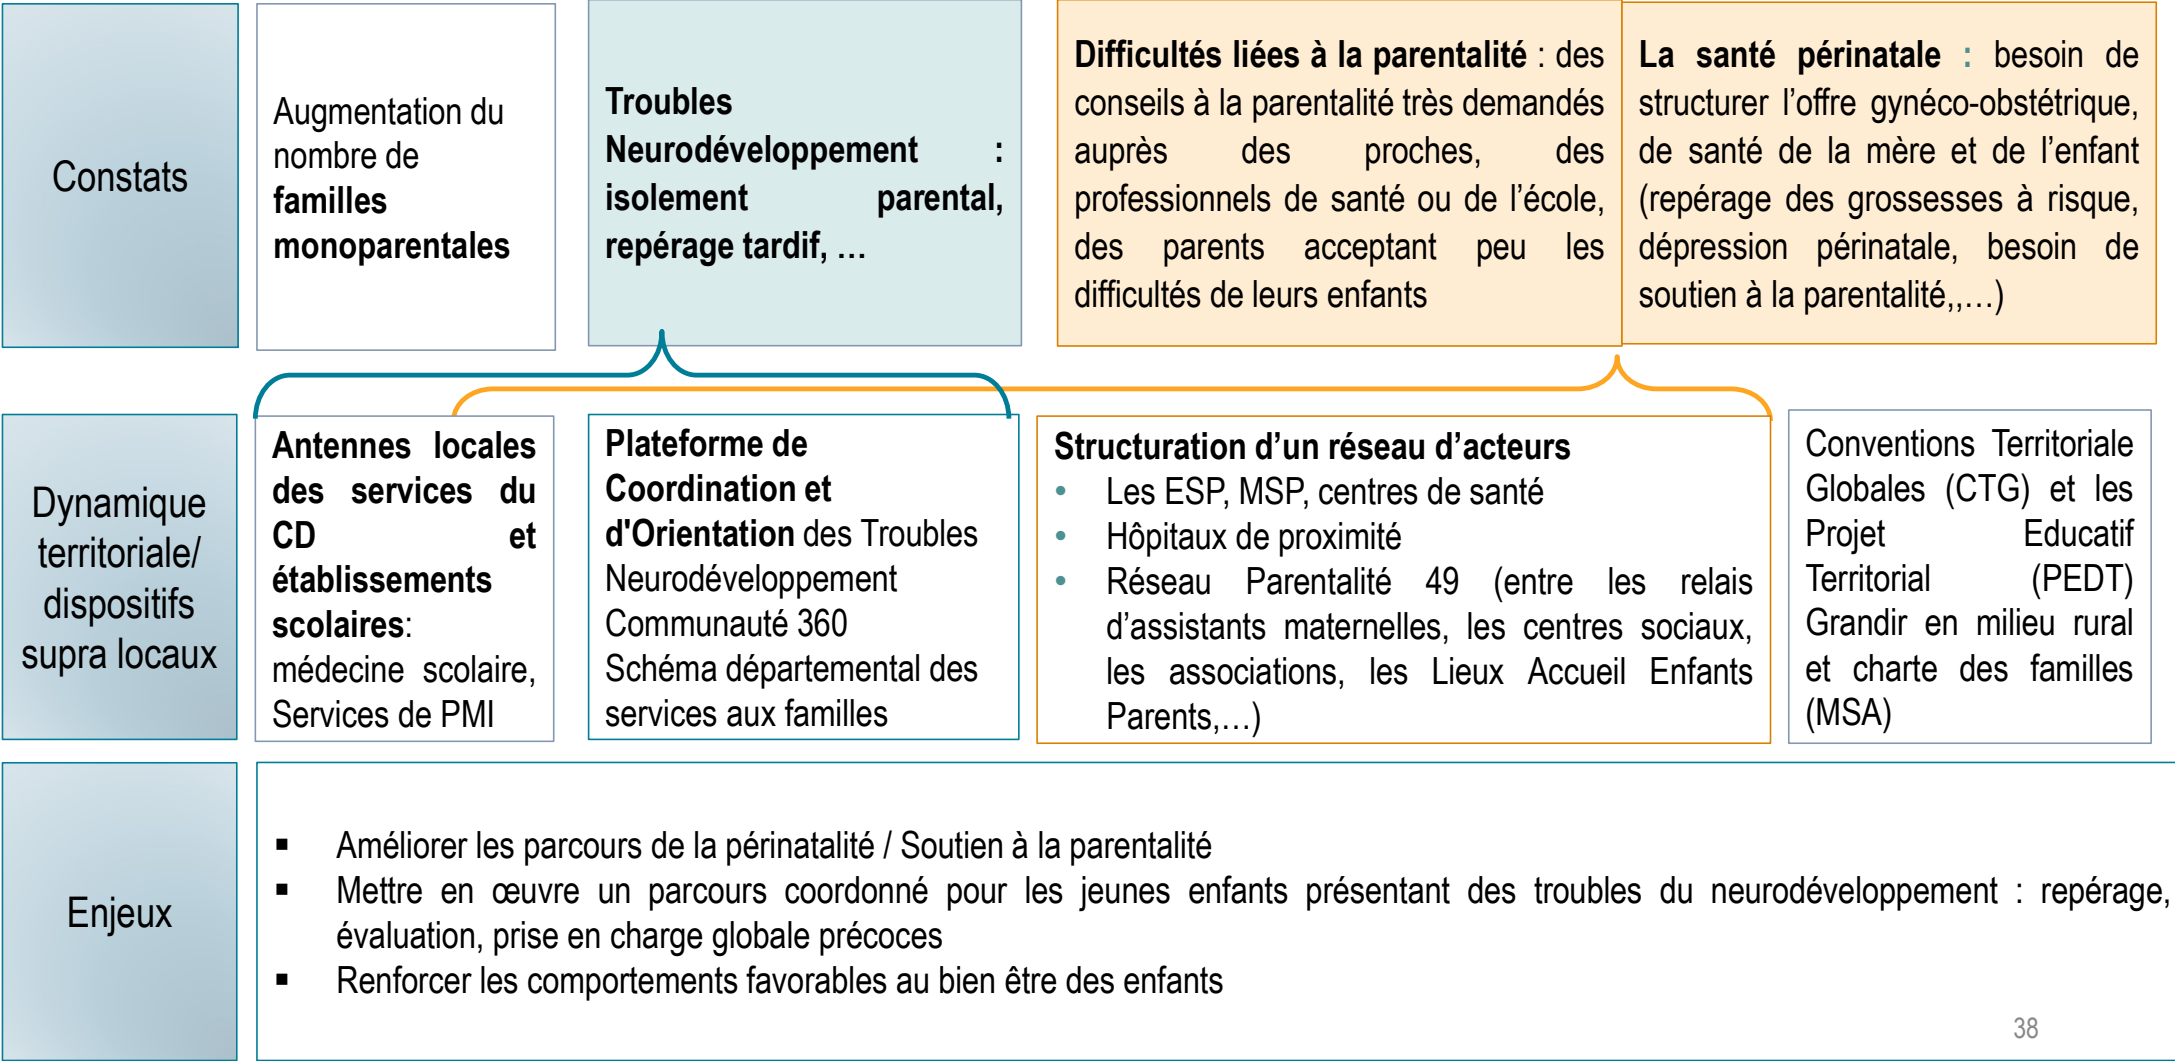 Constats
Augmentation du
nombre de
familles
monoparentales
Troubles
Neurodéveloppement :
isolement parental,
repérage tardif, …
Difficultés liées à la parentalité : des
conseils à la parentalité très demandés
auprès des proches, des
professionnels de santé ou de l’école,
des parents acceptant peu les
difficultés de leurs enfants
La santé périnatale : besoin de
structurer l’offre gynéco-obstétrique,
de santé de la mère et de l’enfant
(repérage des grossesses à risque,
dépression périnatale, besoin de
soutien à la parentalité,,…)
Dynamique
territoriale/
dispositifs
supra locaux
Antennes locales
des services du
CD et
établissements
scolaires:
médecine scolaire,
Services de PMI
Plateforme de
Coordination et
d'Orientation des Troubles
Neurodéveloppement
Communauté 360
Schéma départemental des
services aux familles
Structuration d’un réseau d’acteurs
• Les ESP, MSP, centres de santé
• Hôpitaux de proximité
• Réseau Parentalité 49 (entre les relais
d’assistants maternelles, les centres sociaux,
les associations, les Lieux Accueil Enfants
Parents,…)
Conventions Territoriale
Globales (CTG) et les
Projet Educatif
Territorial (PEDT)
Grandir en milieu rural
et charte des familles
(MSA)
Enjeux
▪ Améliorer les parcours de la périnatalité / Soutien à la parentalité
▪ Mettre en œuvre un parcours coordonné pour les jeunes enfants présentant des troubles du neurodéveloppement : repérage,
évaluation, prise en charge globale précoces
▪ Renforcer les comportements favorables au bien être des enfants
38